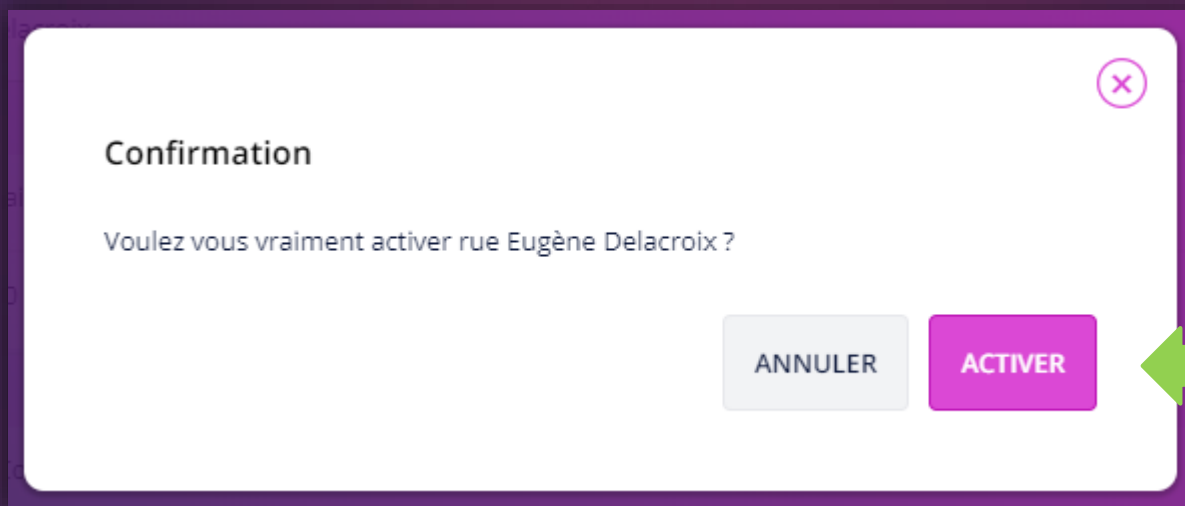 Confirmation
Voulez vous vraiment activer rue Eugène Delacroix ?
ANNULER
ACTIVER